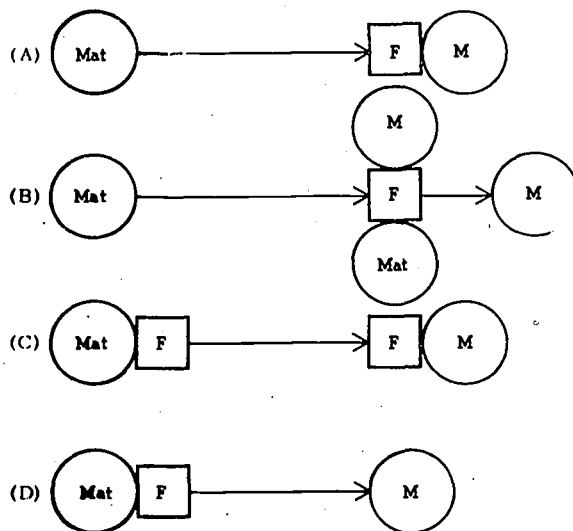 (A) Mat F M
M
(B) Mat F M
Mat
(C) Mat F F M
(D) Mat F M